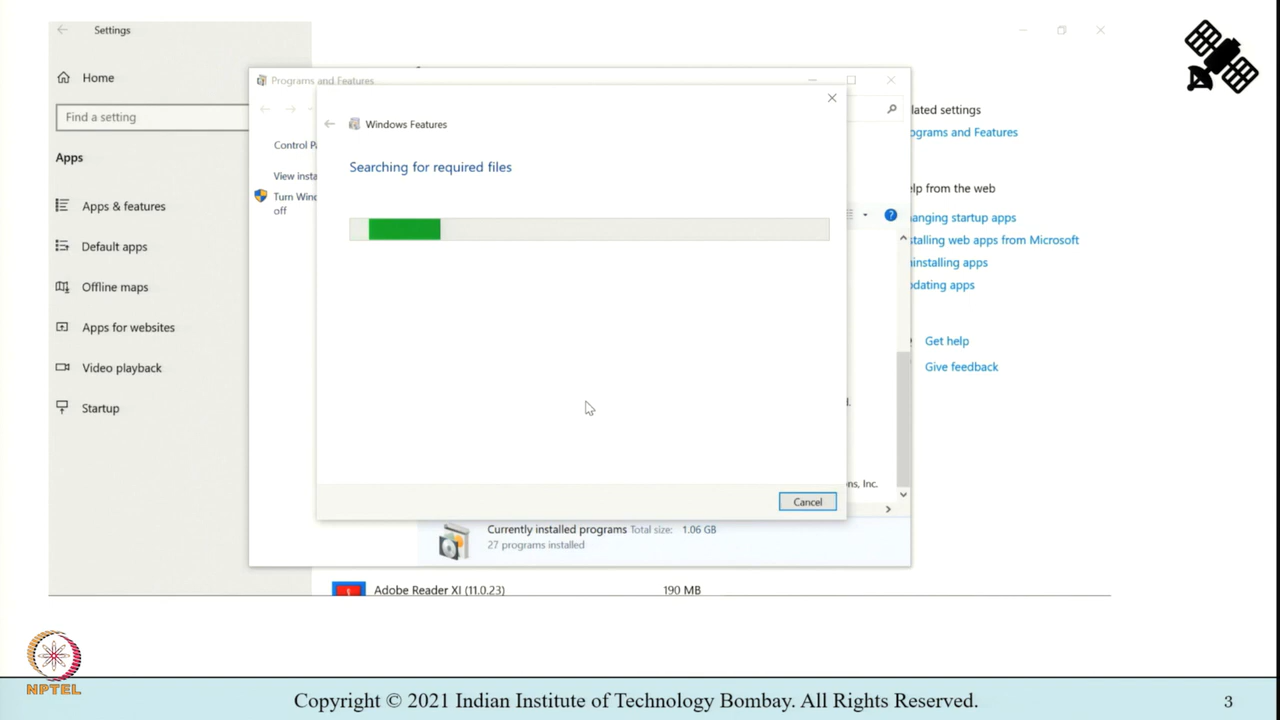 Settings
Home
Find a setting
Apps
Apps & features
Default apps
Offline maps
Apps for websites
Video playback
Startup
Programs and Features
Control Pa
View insta
Turn Wind
off
Windows Features
Searching for required files
Cancel
lated settings
ograms and Features
elp from the web
anging startup apps
stalling web apps from Microsoft
ninstalling apps
pdating apps
Get help
Give feedback
d.
ons, Inc.
Currently installed programs Total size: 1.06 GB
27 programs installed
Adobe Reader XI (11.0.23) 190 MB
NPTEL
Copyright © 2021 Indian Institute of Technology Bombay. All Rights Reserved.
3